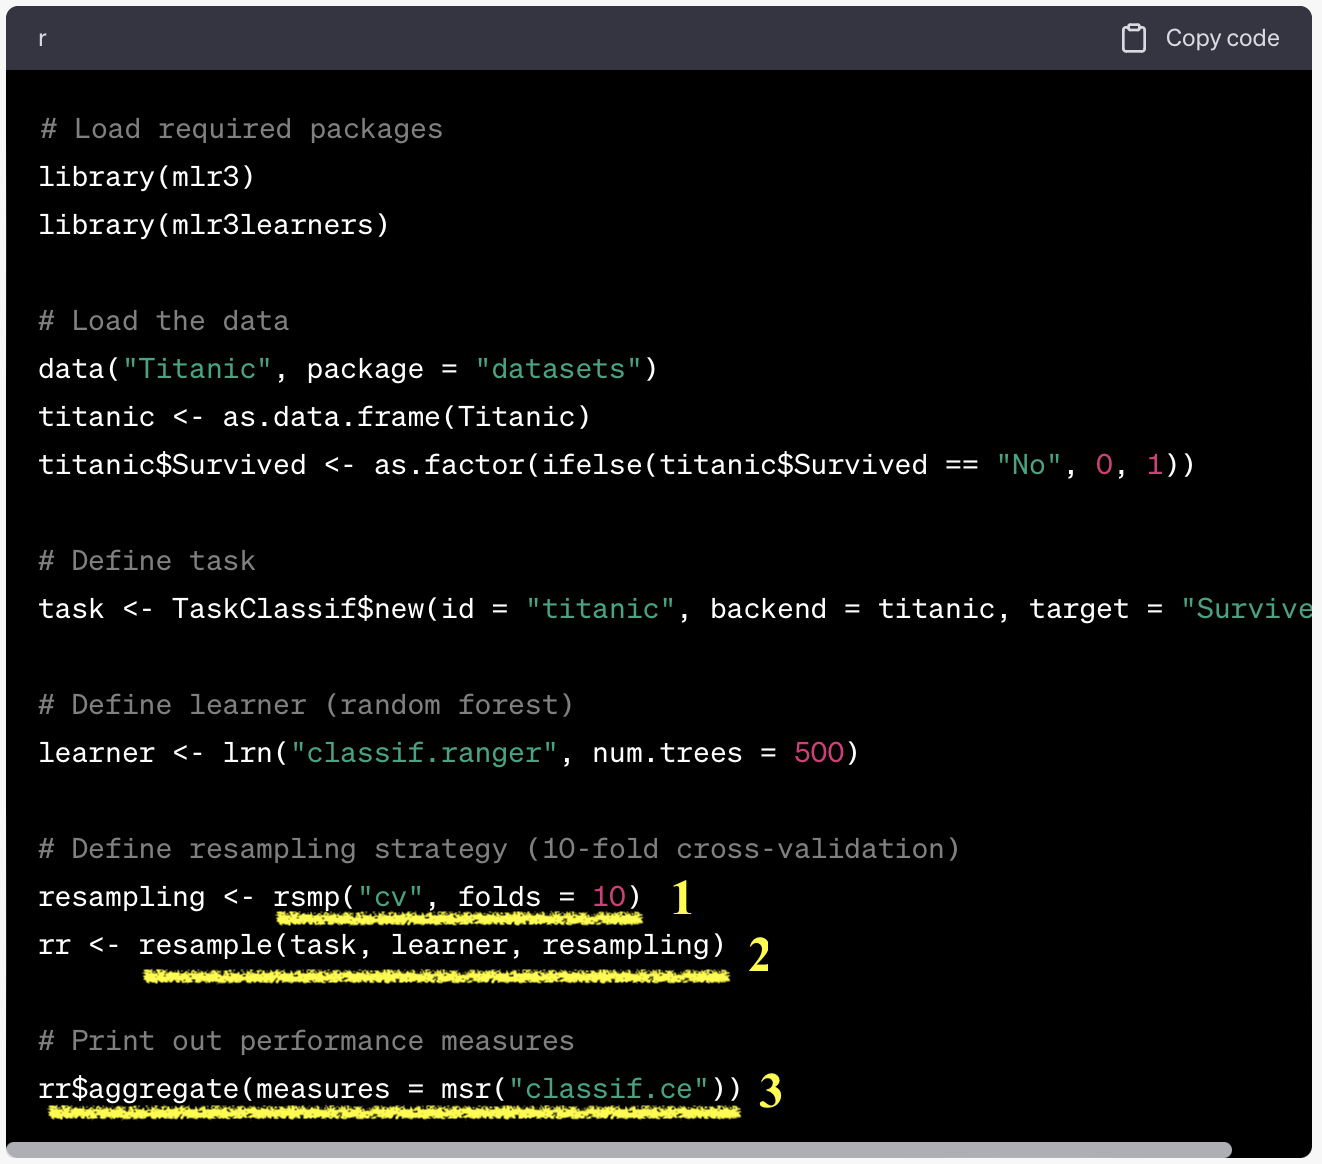 r
Copy code
# Load required packages
library(mlr3)
library(mlr3learners)
# Load the data
data("Titanic", package = "datasets")
titanic <- as.data.frame(Titanic)
titanic$Survived <- as.factor(ifelse(titanic$Survived == "No", 0, 1))
# Define task
task <- TaskClassif$new(id = "titanic", backend = titanic, target = "Survive
# Define learner (random forest)
learner <- lrn("classif.ranger", num.trees = 500)
# Define resampling strategy (10-fold cross-validation)
resampling <- rsmp("cv", folds = 10) 1
rr <- resample(task, learner, resampling) 2
# Print out performance measures
rr$aggregate(measures = msr("classif.ce")) 3